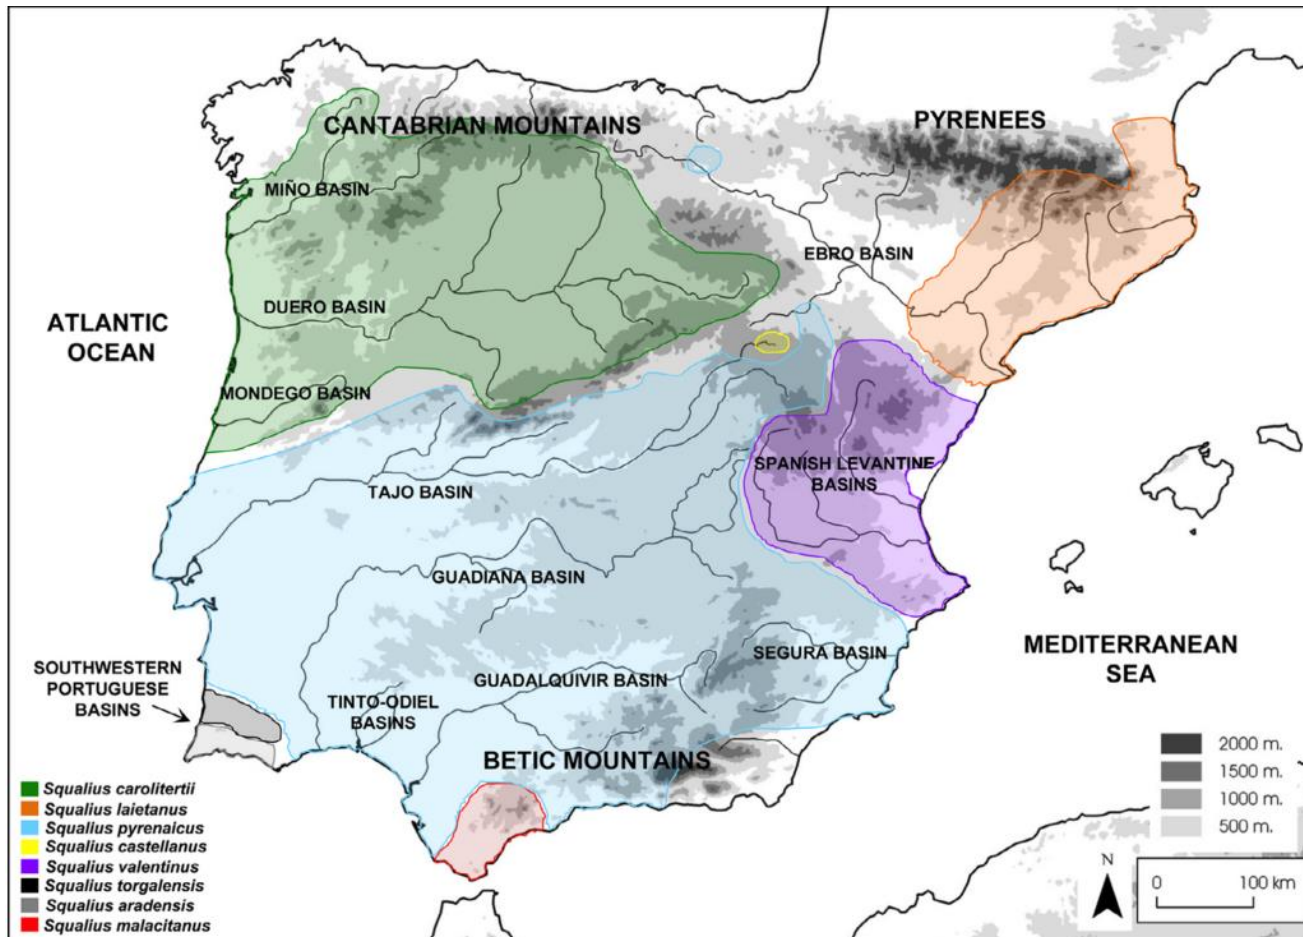 CANTABRIAN MOUNTAINS
PYRENEES
MIÑO BASIN
EBRO BASIN
DUERO BASIN
ATLANTIC
OCEAN
MONDEGO BASIN
SPANISH LEVANTINE
BASINS
TAJO BASIN
GUADIANA BASIN
MEDITERRANEAN
SEA
SEGURA BASIN
SOUTHWESTERN
PORTUGUESE
BASINS
GUADALQUIVIR BASIN
TINTO-ODIEL
BASINS
BETIC MOUNTAINS
2000 m.
1500 m.
1000 m.
500 m.
Squalius carolitertii
Squalius laietanus
Squalius pyrenaicus
Squalius castellanus
Squalius valentinus
Squalius torgalensis
Squalius aradensis
Squalius malacitanus
N
0 100 km